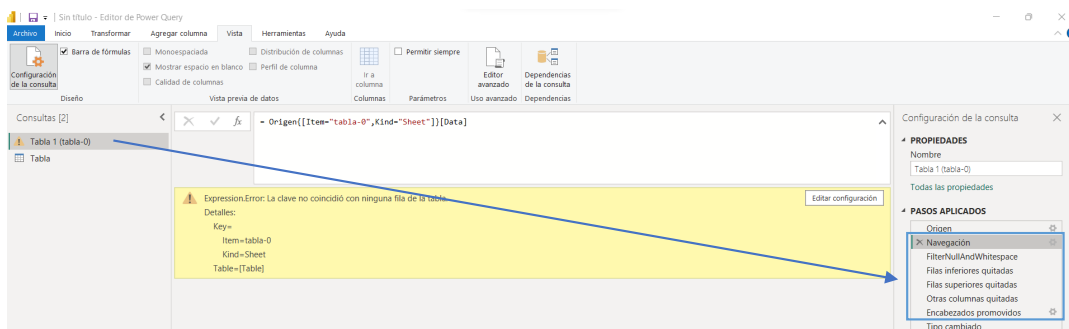 Sin título - Editor de Power Query
Archivo Inicio Transformar Agregar columna Vista Herramientas Ayuda
Configuración de la consulta
Barra de fórmulas
Diseño
Monoespaciada
Mostrar espacio en blanco
Calidad de columnas
Distribución de columnas
Perfil de columna
Vista previa de datos
Ir a columna
Columnas
Permitir siempre
Parámetros
Editor avanzado
Uso avanzado
Dependencias de la consulta
Dependencias
Consultas [2]
Tabla 1 (tabla-0)
Tabla
fx
= Origen{[Item="tabla-0",Kind="Sheet"]}[Data]
Expression.Error: La clave no coincidió con ninguna fila de la tabla.
Detalles:
Key=
Item=tabla-0
Kind=Sheet
Table=[Table]
Editar configuración
Configuración de la consulta
PROPIEDADES
Nombre
Tabla 1 (tabla-0)
Todas las propiedades
PASOS APLICADOS
Origen
Navegación
FilterNullAndWhitespace
Filas inferiores quitadas
Filas superiores quitadas
Otras columnas quitadas
Encabezados promovidos
Tipo cambiado